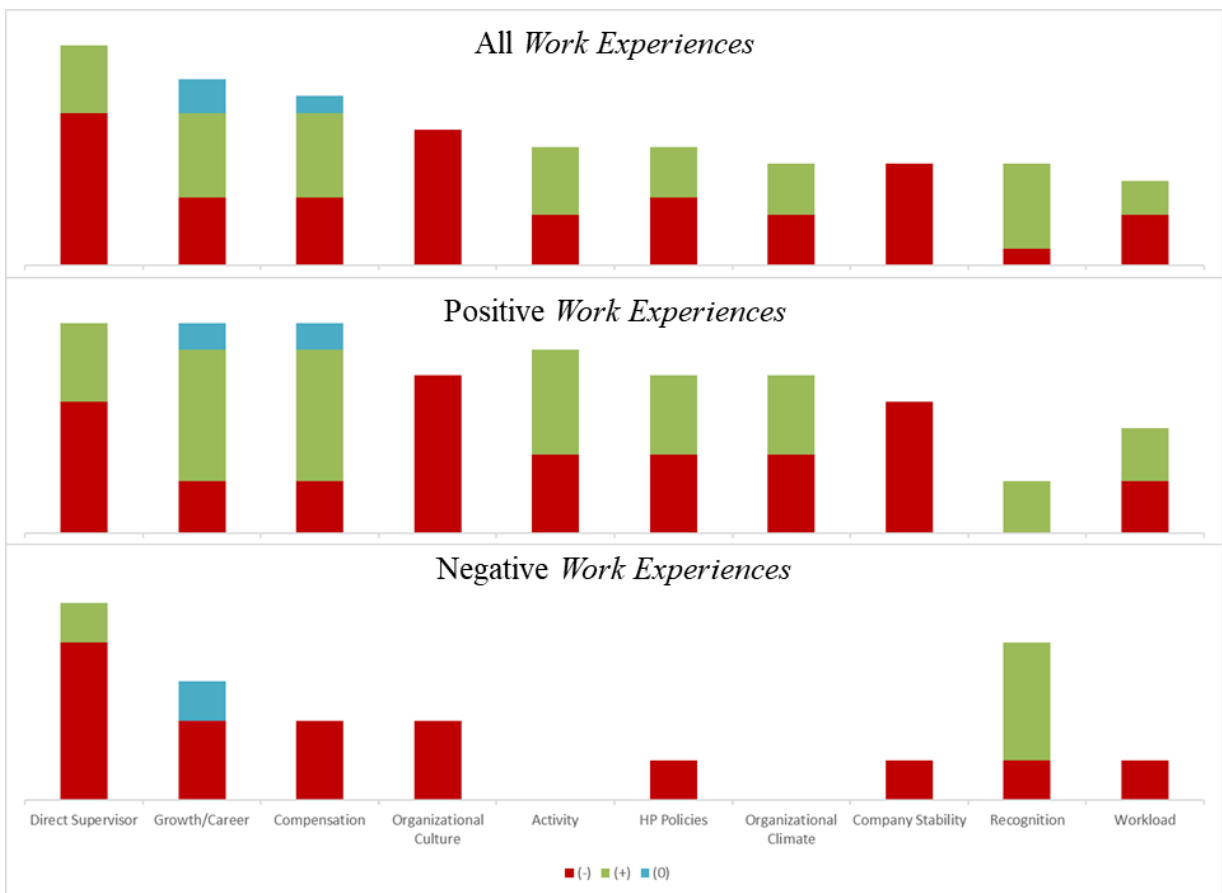 All Work Experiences
Positive Work Experiences
Negative Work Experiences
Direct Supervisor
Growth/Career
Compensation
Organizational
Culture
Activity
HP Policies
Organizational
Climate
Company Stability
Recognition
Workload
(-) (+) (0)